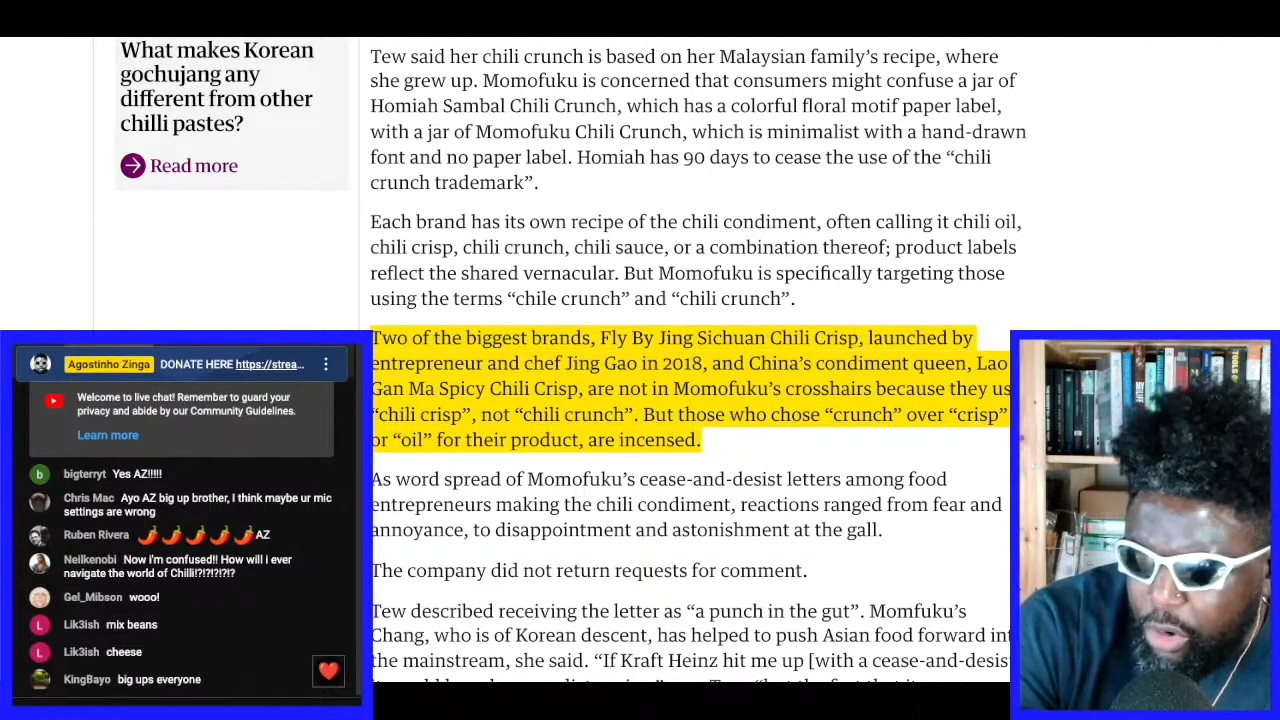 What makes Korean
gochujang any
different from other
chilli pastes?
Read more
Tew said her chili crunch is based on her Malaysian family’s recipe, where
she grew up. Momofuku is concerned that consumers might confuse a jar of
Homiah Sambal Chili Crunch, which has a colorful floral motif paper label,
with a jar of Momofuku Chili Crunch, which is minimalist with a hand-drawn
font and no paper label. Homiah has 90 days to cease the use of the “chili
crunch trademark”.
Each brand has its own recipe of the chili condiment, often calling it chili oil,
chili crisp, chili crunch, chili sauce, or a combination thereof; product labels
reflect the shared vernacular. But Momofuku is specifically targeting those
using the terms “chile crunch” and “chili crunch”.
Two of the biggest brands, Fly By Jing Sichuan Chili Crisp, launched by
entrepreneur and chef Jing Gao in 2018, and China’s condiment queen, Lao
Gan Ma Spicy Chili Crisp, are not in Momofuku’s crosshairs because they us
“chili crisp”, not “chili crunch”. But those who chose “crunch” over “crisp”
or “oil” for their product, are incensed.
As word spread of Momofuku’s cease-and-desist letters among food
entrepreneurs making the chili condiment, reactions ranged from fear and
annoyance, to disappointment and astonishment at the gall.
The company did not return requests for comment.
Tew described receiving the letter as “a punch in the gut”. Momfuku’s
Chang, who is of Korean descent, has helped to push Asian food forward int
the mainstream, she said. “If Kraft Heinz hit me up [with a cease-and-desis
Agostinho Zinga DONATE HERE https://strea...
Welcome to live chat! Remember to guard your
privacy and abide by our Community Guidelines.
Learn more
b bigterryt Yes AZ!!!!!
Chris Mac Ayo AZ big up brother, I think maybe ur mic
settings are wrong
Ruben Rivera 🌶️🌶️🌶️🌶️🌶️AZ
Neilkenobi Now i'm confused!! How will i ever
navigate the world of Chilli!?!?!?!?!?
Gel_Mibson wooo!
L Lik3ish mix beans
L Lik3ish cheese
KingBayo big ups everyone